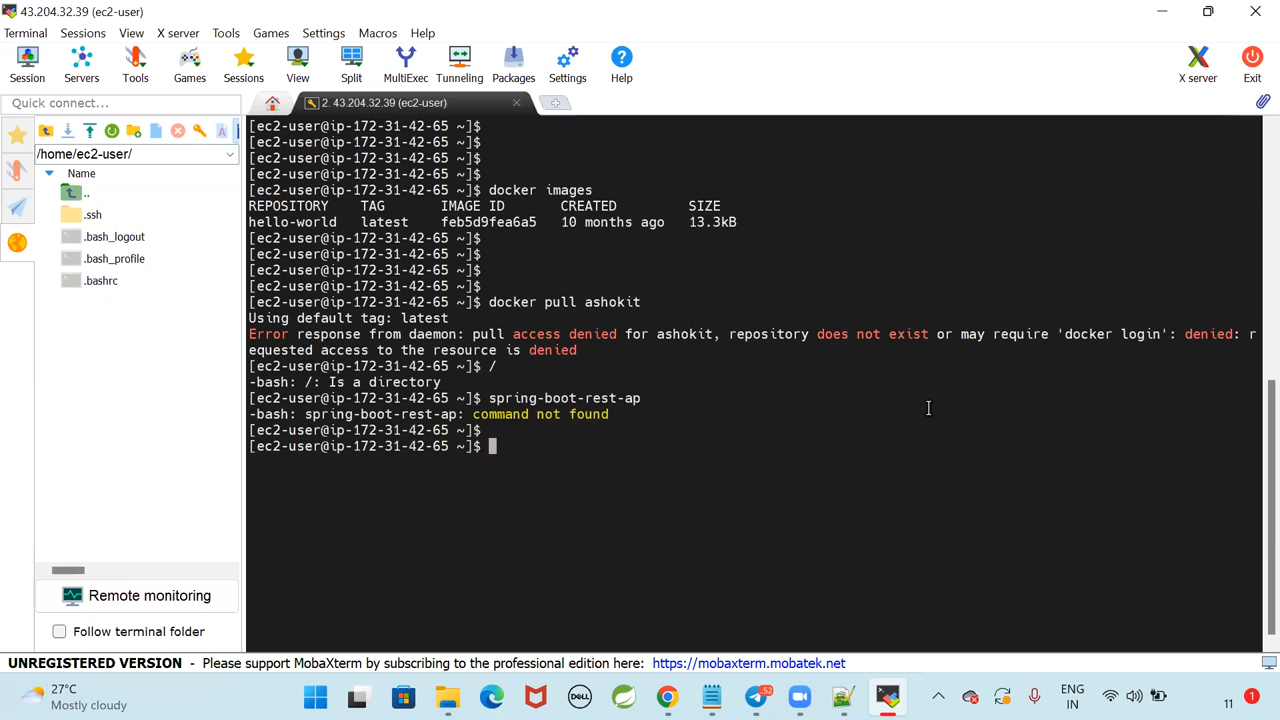 43.204.32.39 (ec2-user)
Terminal Sessions View X server Tools Games Settings Macros Help
Session Servers Tools Games Sessions View Split MultiExec Tunneling Packages Settings Help X server Exit
Quick connect...
2. 43.204.32.39 (ec2-user)
/home/ec2-user/
Name
..
.ssh
.bash_logout
.bash_profile
.bashrc
[ec2-user@ip-172-31-42-65 ~]$
[ec2-user@ip-172-31-42-65 ~]$
[ec2-user@ip-172-31-42-65 ~]$
[ec2-user@ip-172-31-42-65 ~]$
[ec2-user@ip-172-31-42-65 ~]$ docker images
REPOSITORY TAG IMAGE ID CREATED SIZE
hello-world latest feb5d9fea6a5 10 months ago 13.3kB
[ec2-user@ip-172-31-42-65 ~]$
[ec2-user@ip-172-31-42-65 ~]$
[ec2-user@ip-172-31-42-65 ~]$
[ec2-user@ip-172-31-42-65 ~]$
[ec2-user@ip-172-31-42-65 ~]$ docker pull ashokit
Using default tag: latest
Error response from daemon: pull access denied for ashokit, repository does not exist or may require 'docker login': denied: r
equested access to the resource is denied
[ec2-user@ip-172-31-42-65 ~]$ /
-bash: /: Is a directory
[ec2-user@ip-172-31-42-65 ~]$ spring-boot-rest-ap
-bash: spring-boot-rest-ap: command not found
[ec2-user@ip-172-31-42-65 ~]$
[ec2-user@ip-172-31-42-65 ~]$
Remote monitoring
Follow terminal folder
UNREGISTERED VERSION - Please support MobaXterm by subscribing to the professional edition here: https://mobaxterm.mobatek.net
27°C
Mostly cloudy
DELL
52
ENG
IN
11
1